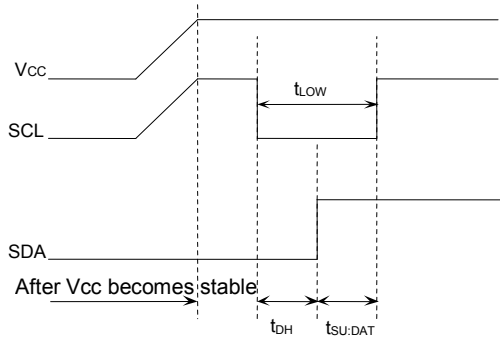 Vcc
tLOW
SCL
SDA
After Vcc becomes stable
tDH
tSU:DAT